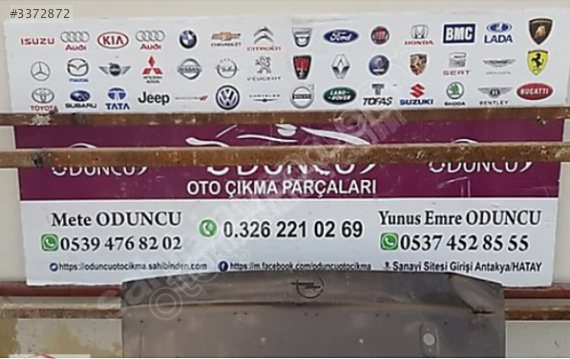 #3372872
ISUZU Audi KIA Audi CHEVROLET CITROËN Ford HONDA BMC LADA
MAZDA MITSUBISHI MOTORS PEUGEOT SEAT
TOYOTA SUBARU TATA Jeep LAND-ROVER TOFAŞ SUZUKI SKODA BENTLEY BUGATTI
ODUNCU ODUNCU ODUNCU
OTO ÇIKMA PARÇALARI
Mete ODUNCU 0.326 221 02 69 Yunus Emre ODUNCU
0539 476 82 02 0537 452 85 55
https://oduncuotocikma.sahibinden.com https://m.facebook.com/oduncuotocikma Sanayi Sitesi Girişi Antakya/HATAY